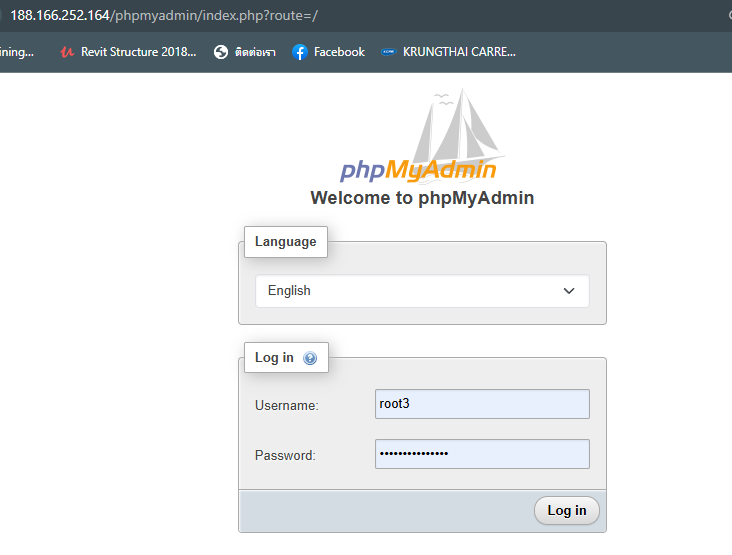 188.166.252.164/phpmyadmin/index.php?route=/
ining... Revit Structure 2018... ติดต่อเรา Facebook KRUNGTHAI CARRE...
phpMyAdmin
Welcome to phpMyAdmin
Language
English
Log in
Username: root3
Password: •••••••••••••••
Log in